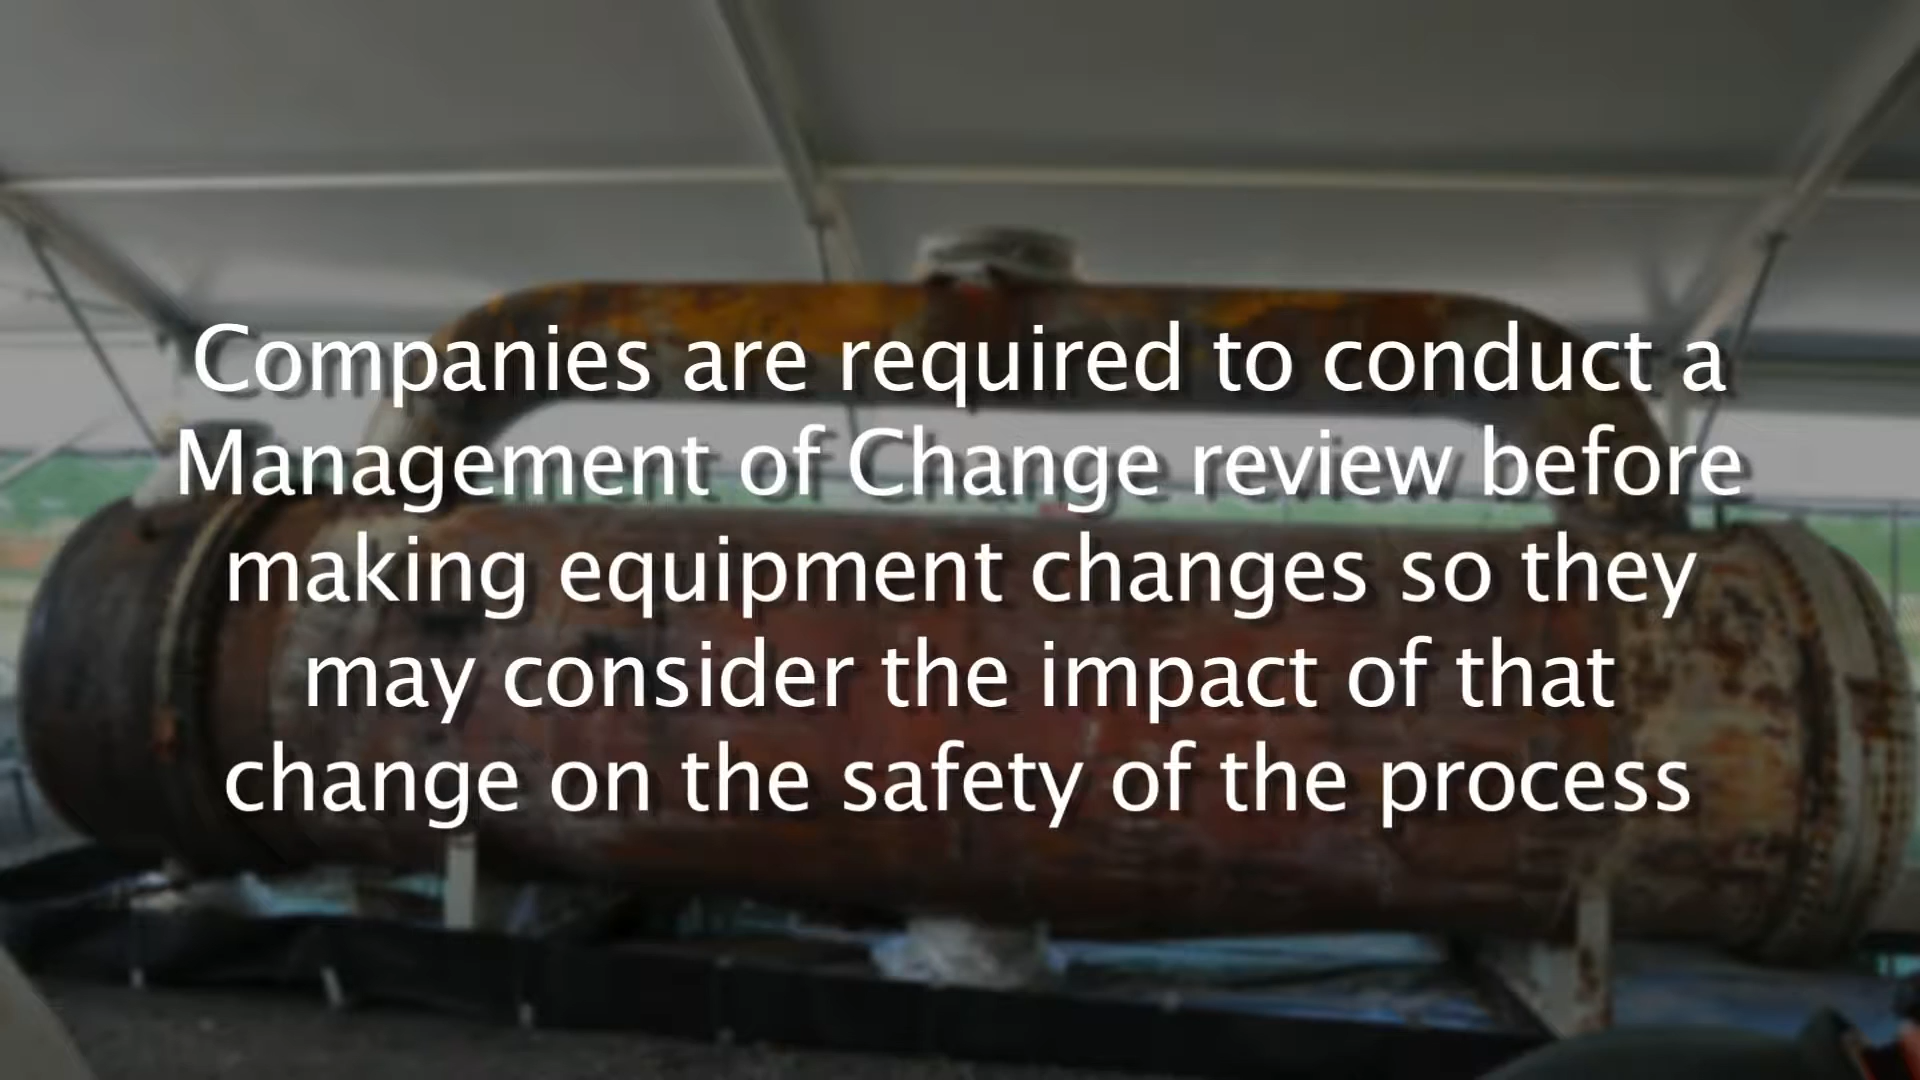 Companies are required to conduct a
Management of Change review before
making equipment changes so they
may consider the impact of that
change on the safety of the process